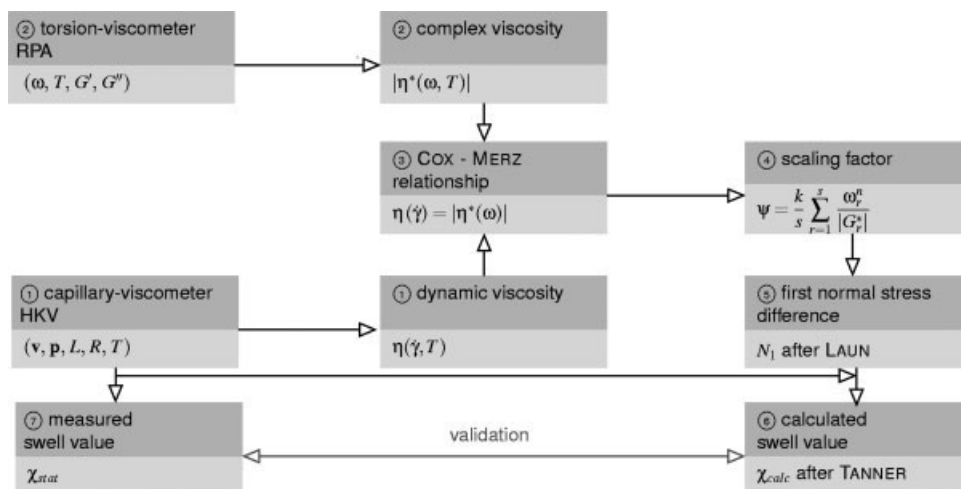 ② torsion-viscometer
RPA
(ω, T, G′, G″)
② complex viscosity
|η*(ω, T)|
③ COX - MERZ
relationship
η(γ̇) = |η*(ω)|
④ scaling factor
ψ = k/s ∑_{r=1}^{s} ω_r^n/|G_r^*|
① capillary-viscometer
HKV
(v, p, L, R, T)
① dynamic viscosity
η(γ̇, T)
⑤ first normal stress
difference
N₁ after LAUN
⑦ measured
swell value
χ_stat
validation
⑥ calculated
swell value
χ_calc after TANNER